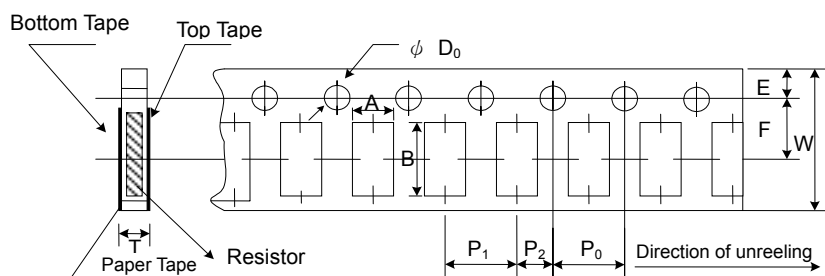 Bottom Tape
Top Tape
ϕ D₀
A
E
B
F
W
T
Paper Tape
Resistor
P₁
P₂
P₀
Direction of unreeling